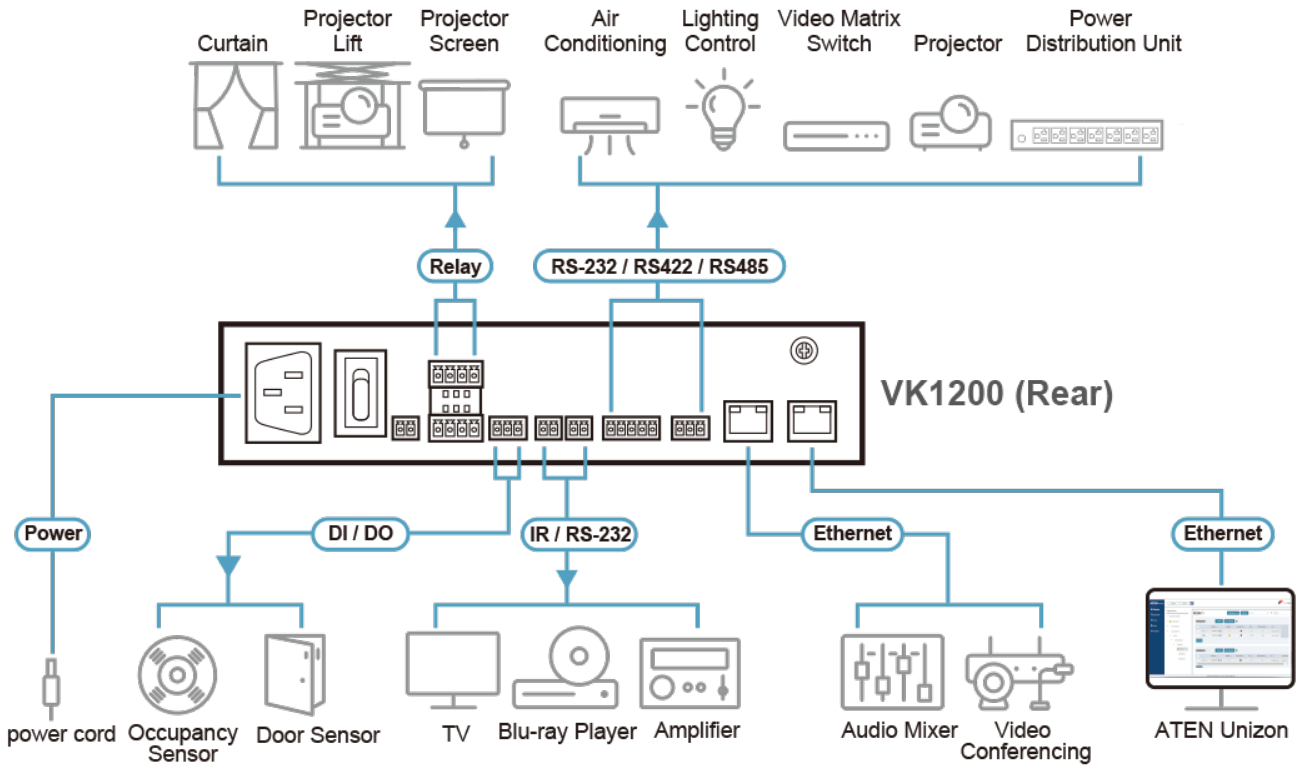 Curtain
Projector
Lift
Projector
Screen
Air
Conditioning
Lighting
Control
Video Matrix
Switch
Projector
Power
Distribution Unit
Relay
RS-232 / RS422 / RS485
VK1200 (Rear)
Power
DI / DO
IR / RS-232
Ethernet
Ethernet
power cord
Occupancy
Sensor
Door Sensor
TV
Blu-ray Player
Amplifier
Audio Mixer
Video
Conferencing
ATEN Unizon